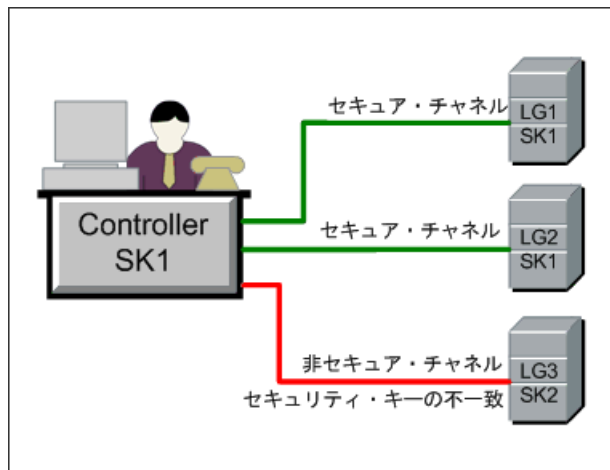 セキュア・チャネル
LG1
SK1
Controller
SK1
セキュア・チャネル
LG2
SK1
非セキュア・チャネル
セキュリティ・キーの不一致
LG3
SK2